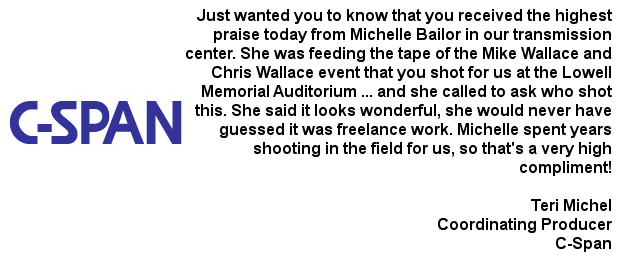 Just wanted you to know that you received the highest
praise today from Michelle Bailor in our transmission
center. She was feeding the tape of the Mike Wallace and
Chris Wallace event that you shot for us at the Lowell
Memorial Auditorium ... and she called to ask who shot
this. She said it looks wonderful, she would never have
guessed it was freelance work. Michelle spent years
shooting in the field for us, so that's a very high
compliment!
C-SPAN
Teri Michel
Coordinating Producer
C-Span